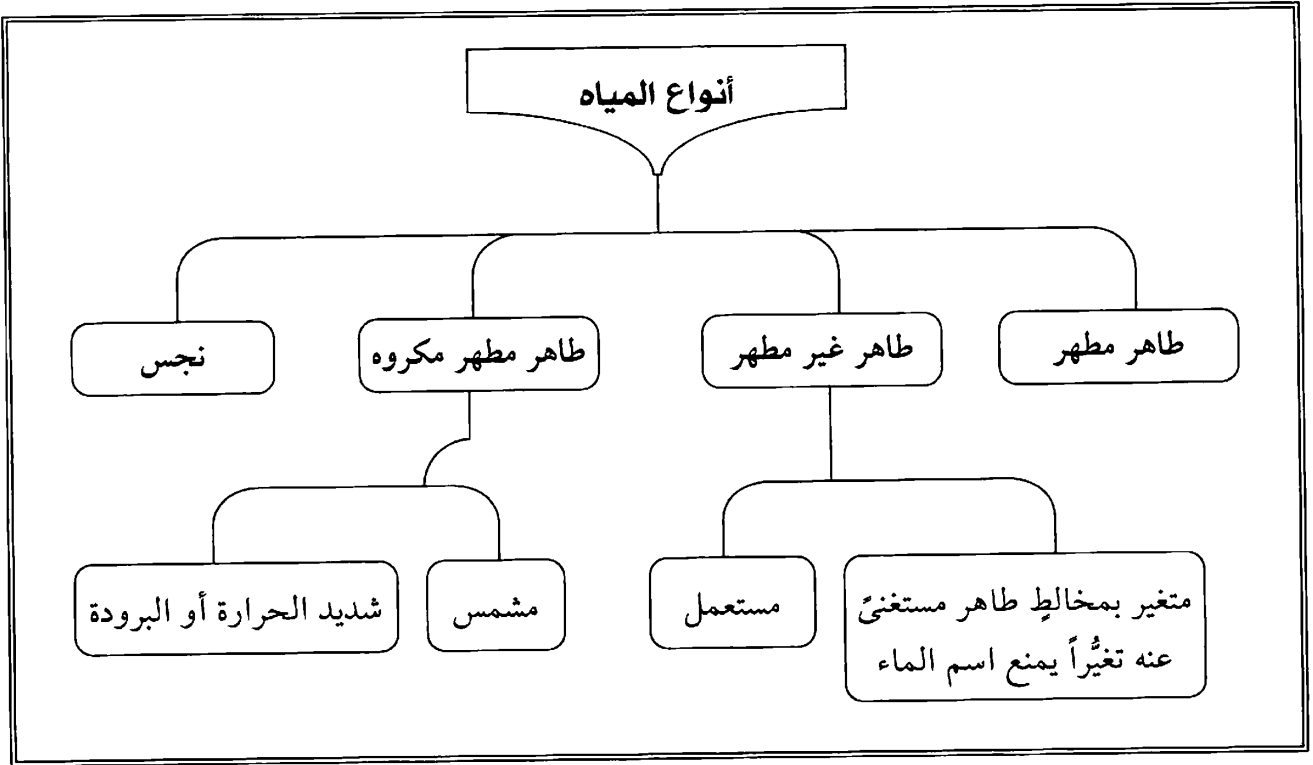 أنواع المياه
طاهر مطهر
طاهر غير مطهر
طاهر مطهر مكروه
نجس
متغير بمخالطٍ طاهر مستغنىً
عنه تغيُّراً يمنع اسم الماء
مستعمل
مشمس
شديد الحرارة أو البرودة